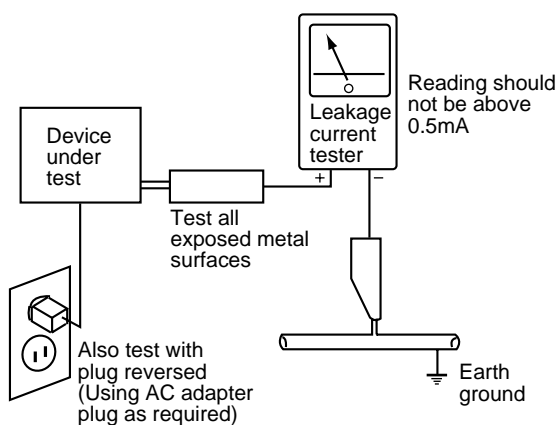 Device
under
test
Leakage
current
tester
+
−
Reading should
not be above
0.5mA
Test all
exposed metal
surfaces
Also test with
plug reversed
(Using AC adapter
plug as required)
Earth
ground